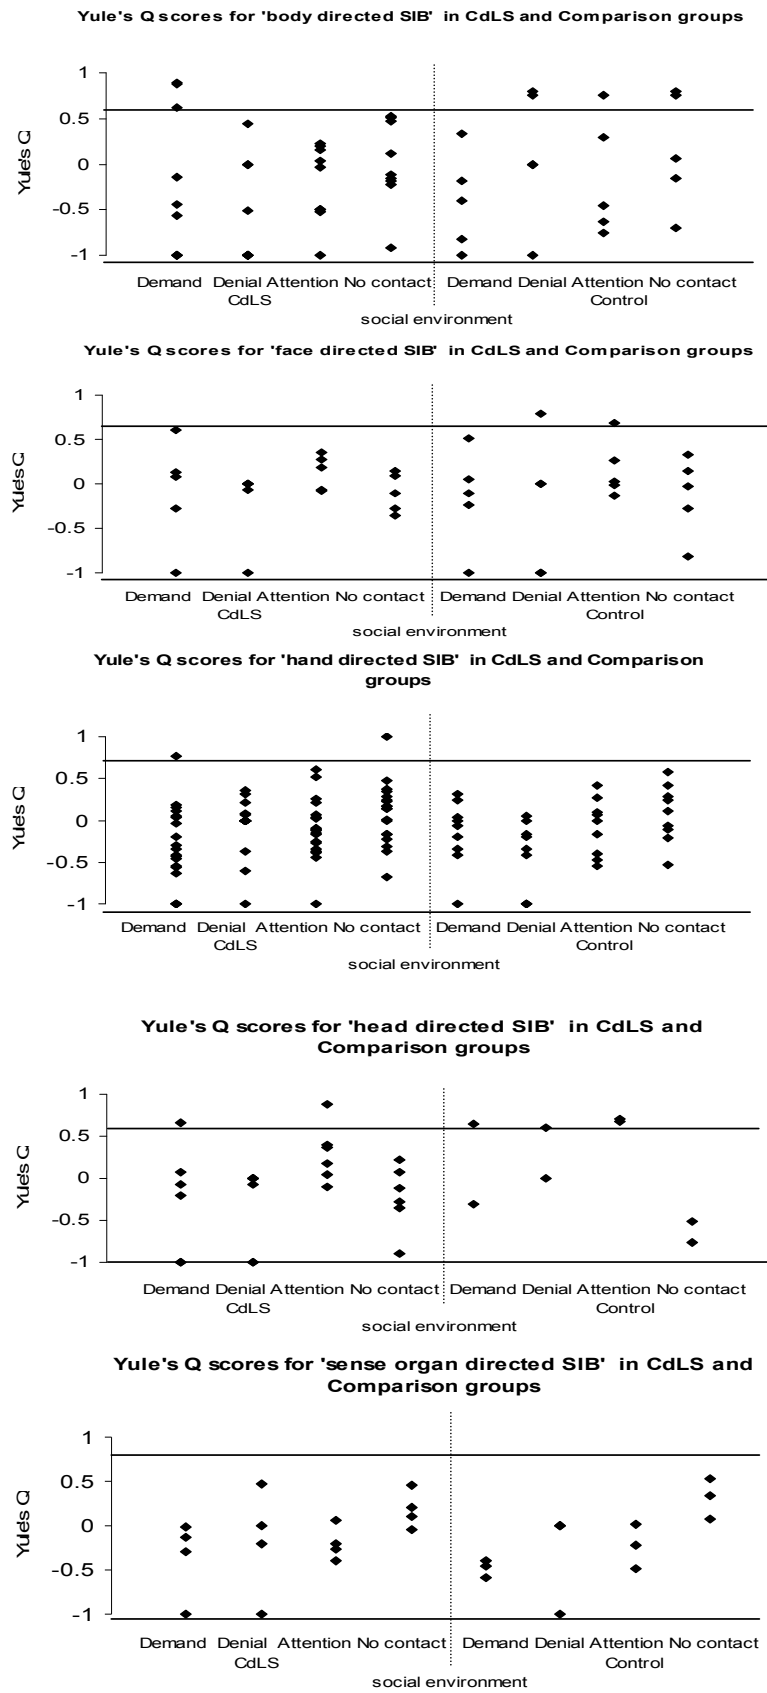 Yule's Q scores for 'body directed SIB' in CdLS and Comparison groups
1
0.5
0
-0.5
-1
Yule's Q
Demand Denial Attention No contact Demand Denial Attention No contact
CdLS Control
social environment
Yule's Q scores for 'face directed SIB' in CdLS and Comparison groups
1
0.5
0
-0.5
-1
Yule's Q
Demand Denial Attention No contact Demand Denial Attention No contact
CdLS Control
social environment
Yule's Q scores for 'hand directed SIB' in CdLS and Comparison
groups
1
0.5
0
-0.5
-1
Yule's Q
Demand Denial Attention No contact Demand Denial Attention No contact
CdLS Control
social environment
Yule's Q scores for 'head directed SIB' in CdLS and
Comparison groups
1
0.5
0
-0.5
-1
Yule's Q
Demand Denial Attention No contact Demand Denial Attention No contact
CdLS Control
social environment
Yule's Q scores for 'sense organ directed SIB' in CdLS and
Comparison groups
1
0.5
0
-0.5
-1
Yule's Q
Demand Denial Attention No contact Demand Denial Attention No contact
CdLS Control
social environment